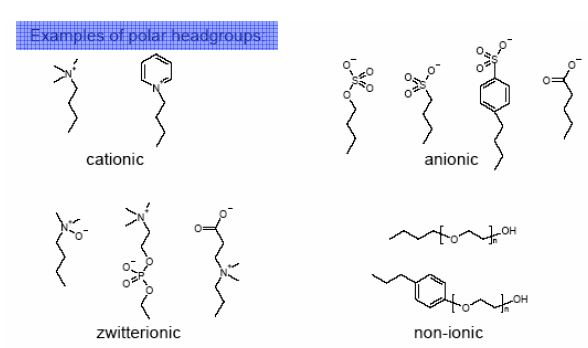 Examples of polar headgroups:
cationic
anionic
zwitterionic
non-ionic